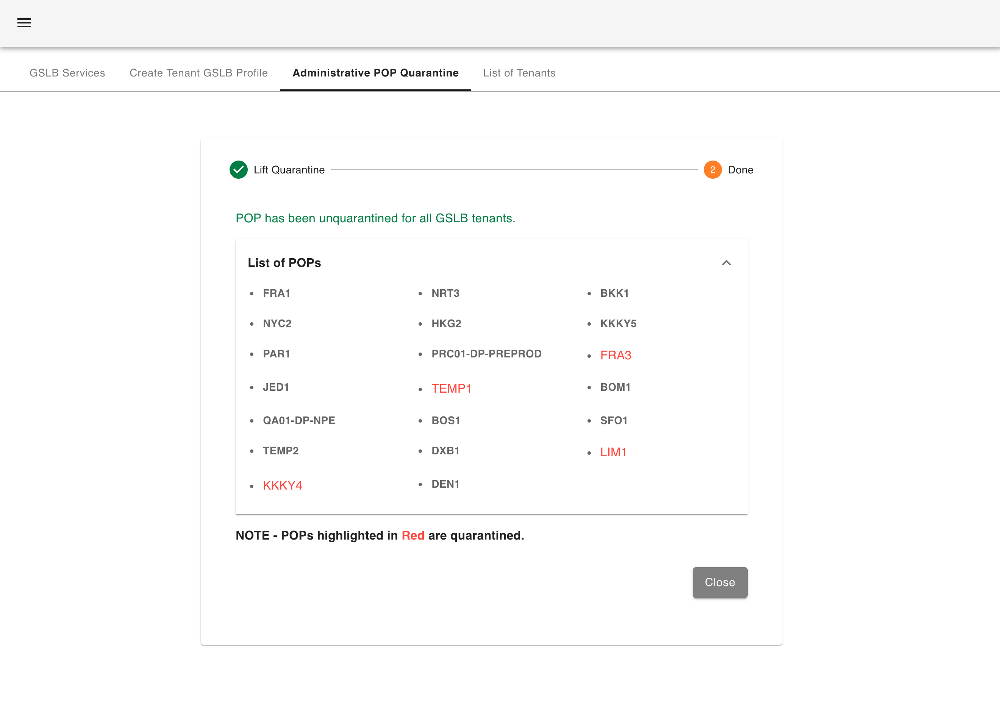 GSLB Services
Create Tenant GSLB Profile
Administrative POP Quarantine
List of Tenants
Lift Quarantine
2 Done
POP has been unquarantined for all GSLB tenants.
List of POPs
FRA1
NRT3
BKK1
NYC2
HKG2
KKKY5
PAR1
PRC01-DP-PREPROD
FRA3
JED1
TEMP1
BOM1
QA01-DP-NPE
BOS1
SFO1
TEMP2
DXB1
LIM1
KKKY4
DEN1
NOTE - POPs highlighted in Red are quarantined.
Close